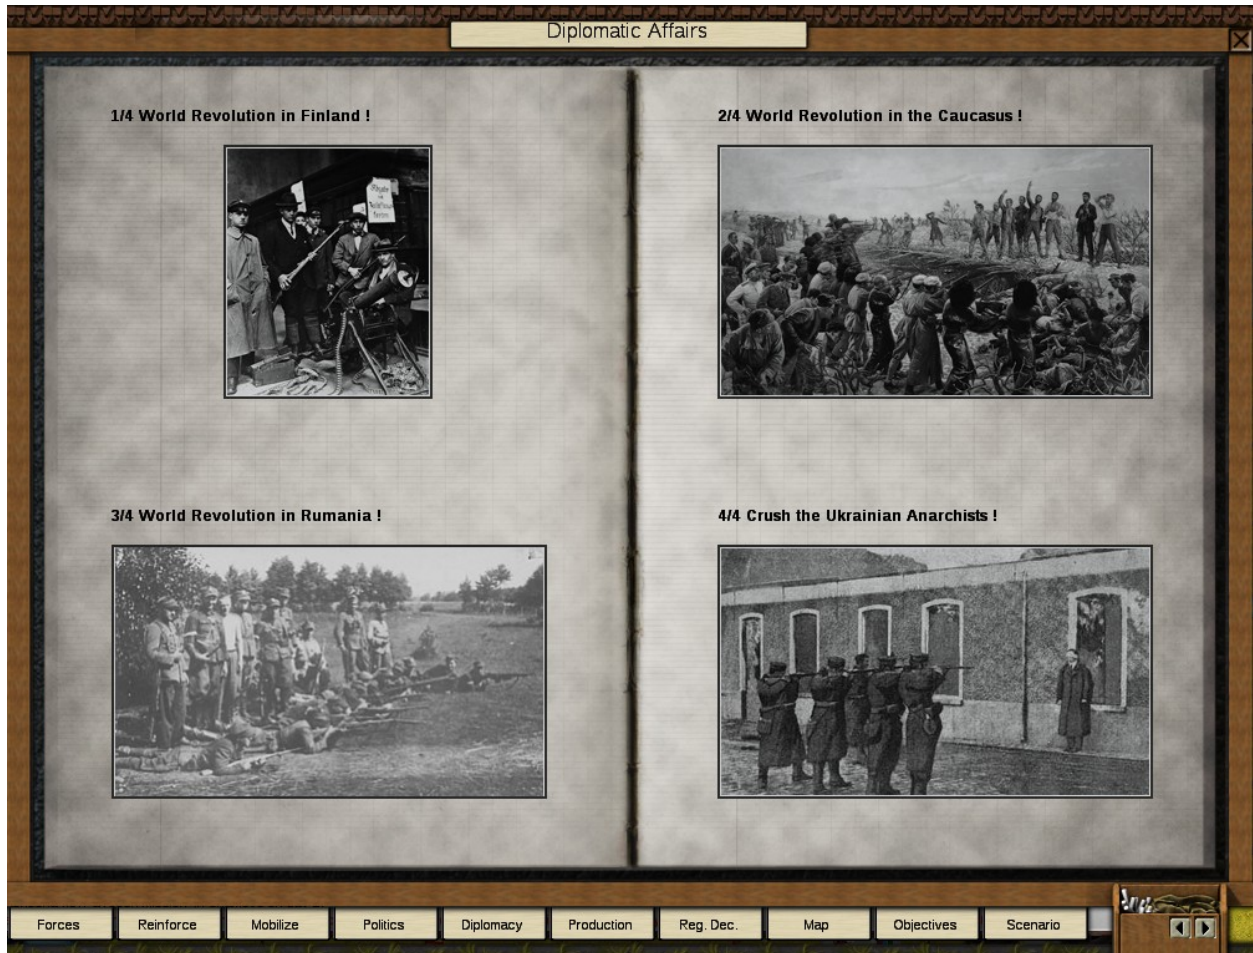 Diplomatic Affairs
1/4 World Revolution in Finland !
2/4 World Revolution in the Caucasus !
3/4 World Revolution in Rumania !
4/4 Crush the Ukrainian Anarchists !
Forces
Reinforce
Mobilize
Politics
Diplomacy
Production
Reg. Dec.
Map
Objectives
Scenario